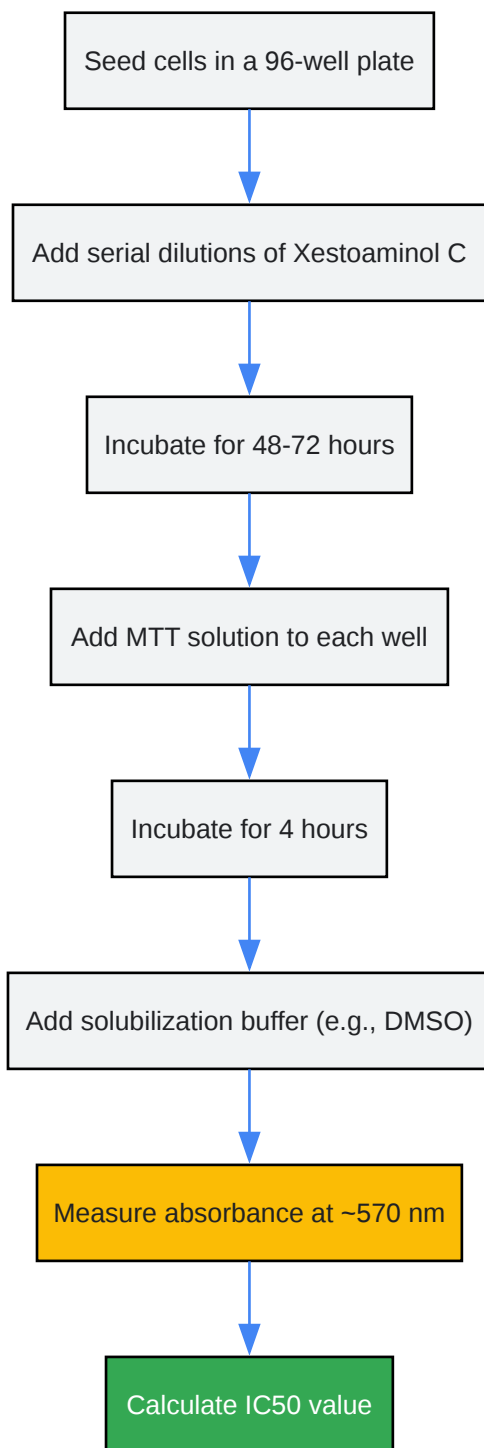 Seed cells in a 96-well plate
Add serial dilutions of Xestoaminol C
Incubate for 48-72 hours
Add MTT solution to each well
Incubate for 4 hours
Add solubilization buffer (e.g., DMSO)
Measure absorbance at ~570 nm
Calculate IC50 value